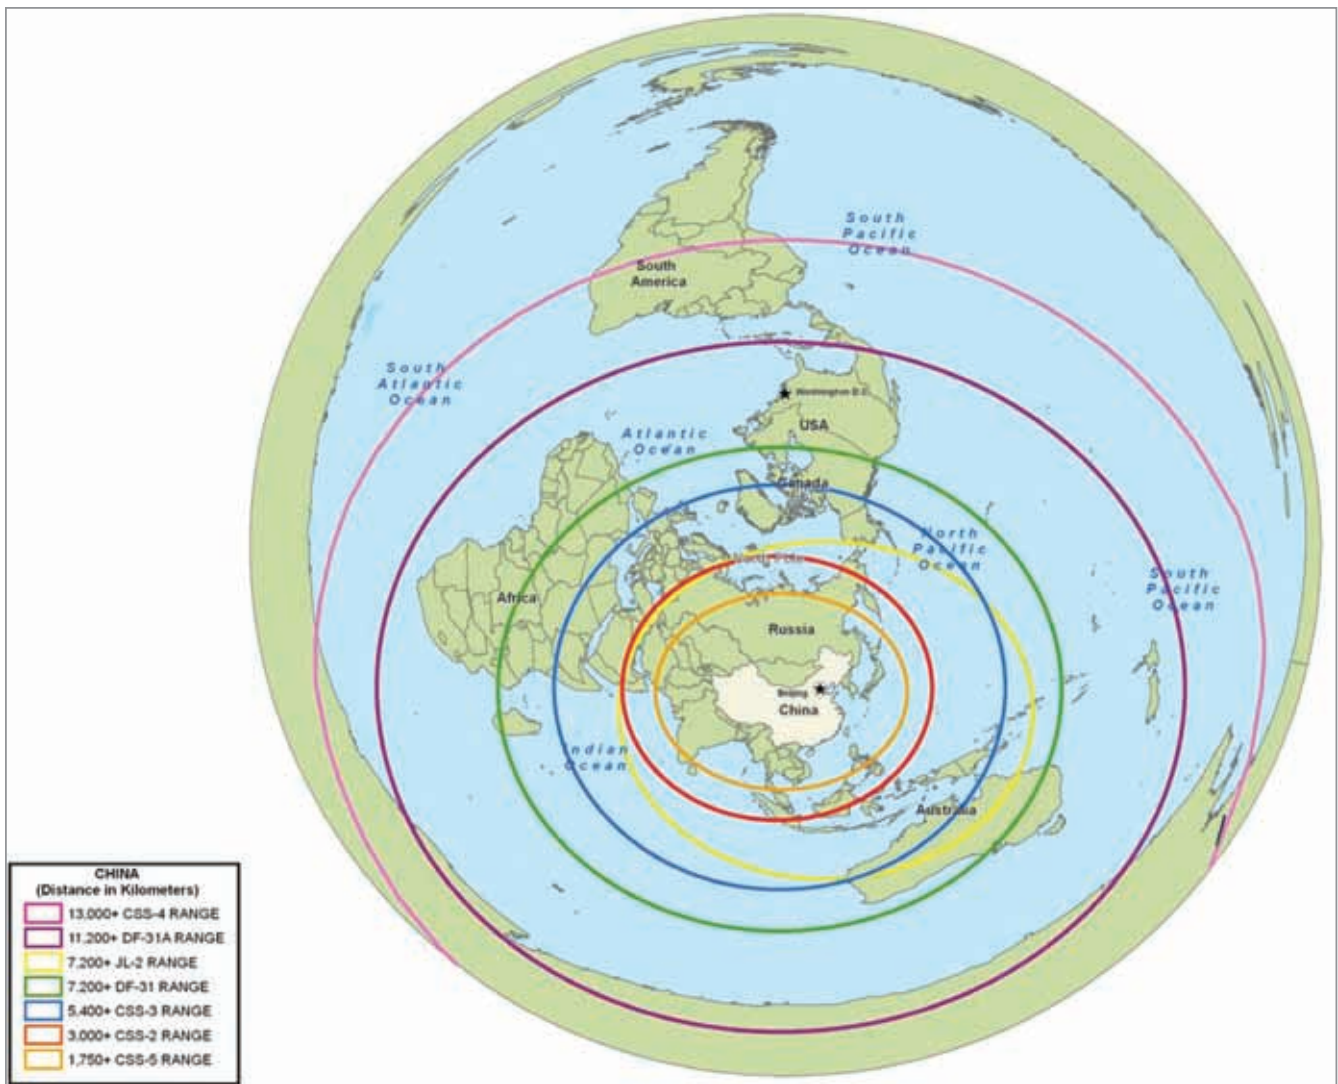 South
Pacific
Ocean
South
America
South
Atlantic
Ocean
Washington D.C.
USA
Atlantic
Ocean
Canada
North
Pacific
Ocean
North Pole
South
Pacific
Ocean
Africa
Russia
Beijing
China
Indian
Ocean
Australia
CHINA
(Distance in Kilometers)
13,000+ CSS-4 RANGE
11,200+ DF-31A RANGE
7,200+ JL-2 RANGE
7,200+ DF-31 RANGE
5,400+ CSS-3 RANGE
3,000+ CSS-2 RANGE
1,750+ CSS-5 RANGE